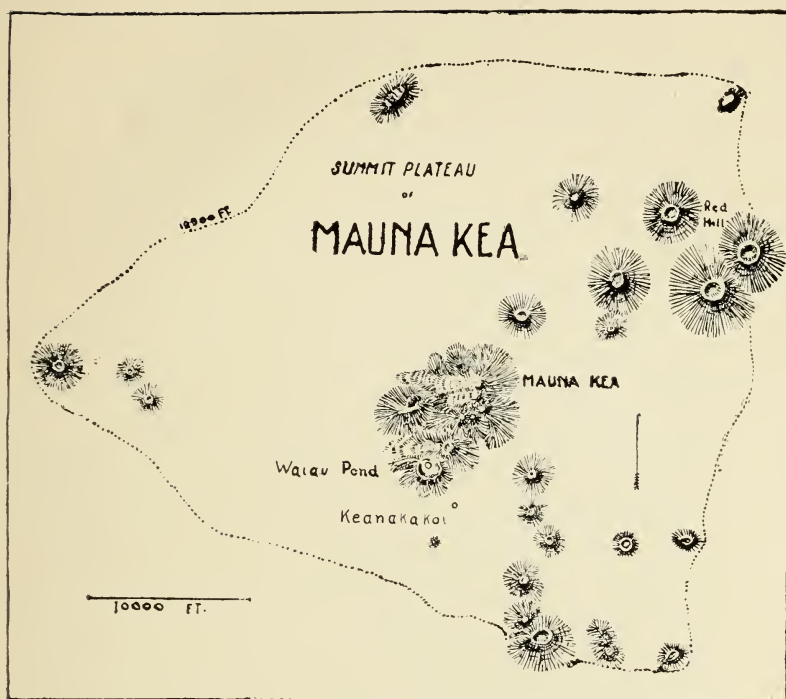 SUMMIT PLATEAU
of
MAUNA KEA
Red
Hill
MAUNA KEA
Waiau Pond
Keanakakoi
10000 FT.